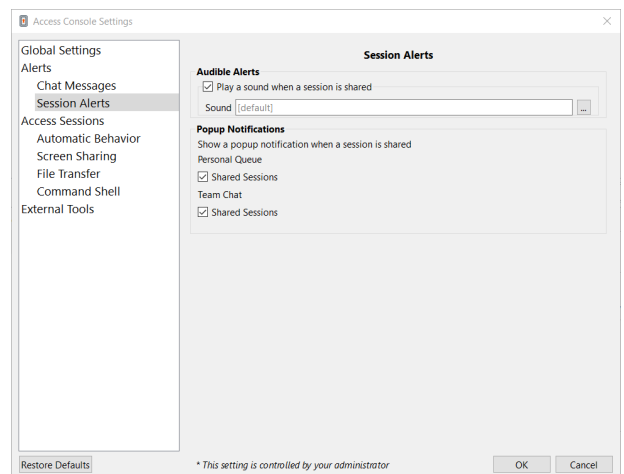 Access Console Settings
Global Settings
Alerts
Chat Messages
Session Alerts
Access Sessions
Automatic Behavior
Screen Sharing
File Transfer
Command Shell
External Tools
Session Alerts
Audible Alerts
Play a sound when a session is shared
Sound [default] ...
Popup Notifications
Show a popup notification when a session is shared
Personal Queue
Shared Sessions
Team Chat
Shared Sessions
Restore Defaults
* This setting is controlled by your administrator
OK
Cancel